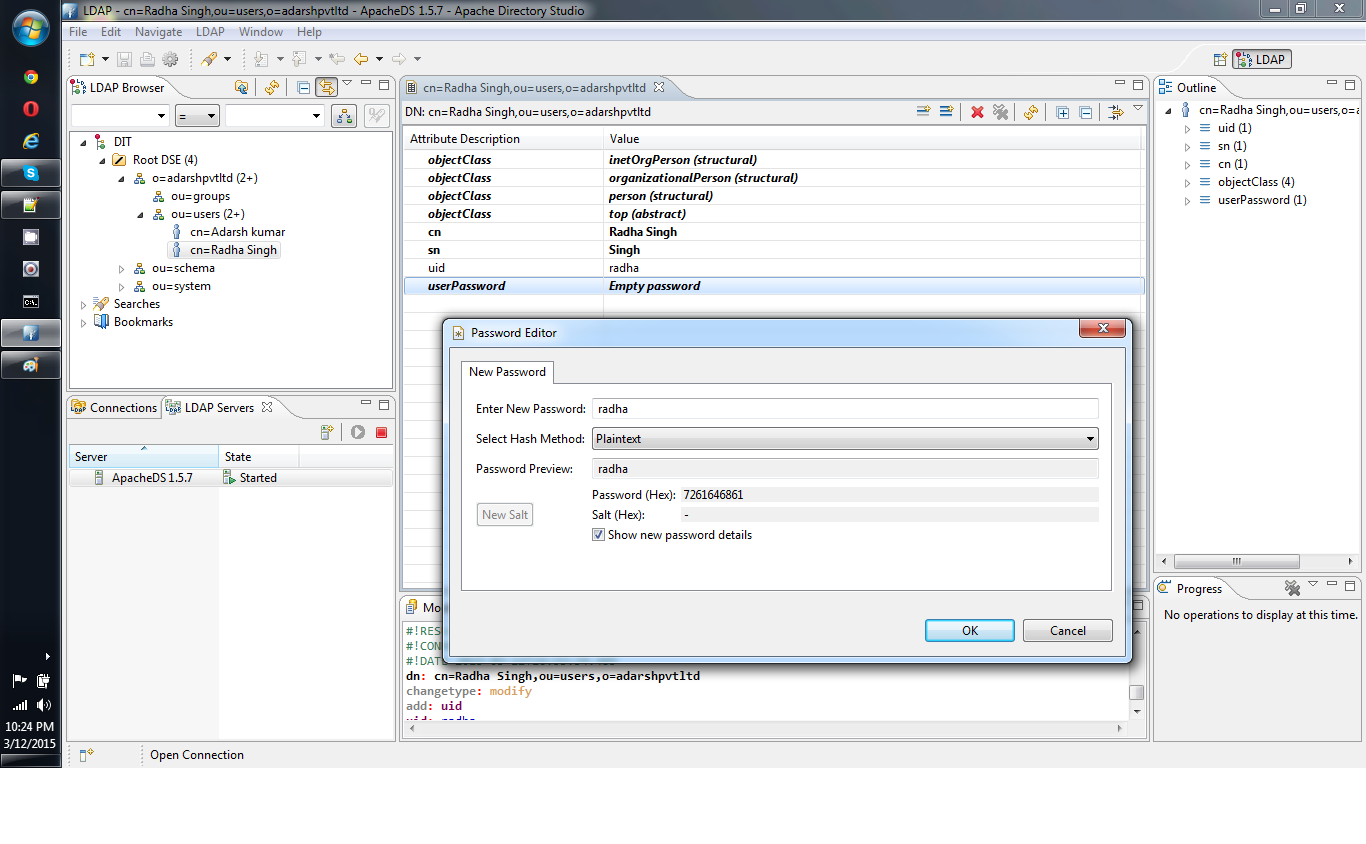 LDAP - cn=Radha Singh,ou=users,o=adarshpvtltd - ApacheDS 1.5.7 - Apache Directory Studio
File Edit Navigate LDAP Window Help
LDAP
LDAP Browser
=
DIT
Root DSE (4)
o=adarshpvtltd (2+)
ou=groups
ou=users (2+)
cn=Adarsh kumar
cn=Radha Singh
ou=schema
ou=system
Searches
Bookmarks
Connections LDAP Servers
Server State
ApacheDS 1.5.7 Started
cn=Radha Singh,ou=users,o=adarshpvtltd
DN: cn=Radha Singh,ou=users,o=adarshpvtltd
Attribute Description Value
objectClass inetOrgPerson (structural)
objectClass organizationalPerson (structural)
objectClass person (structural)
objectClass top (abstract)
cn Radha Singh
sn Singh
uid radha
userPassword Empty password
Password Editor
New Password
Enter New Password: radha
Select Hash Method: Plaintext
Password Preview: radha
Password (Hex): 7261646861
New Salt Salt (Hex): -
Show new password details
OK Cancel
Mo
#!RES
#!CON
#!DAT
dn: cn=Radha Singh,ou=users,o=adarshpvtltd
changetype: modify
add: uid
uid: radha
Outline
cn=Radha Singh,ou=users,o=a
uid (1)
sn (1)
cn (1)
objectClass (4)
userPassword (1)
Progress
No operations to display at this time.
10:24 PM
3/12/2015
Open Connection